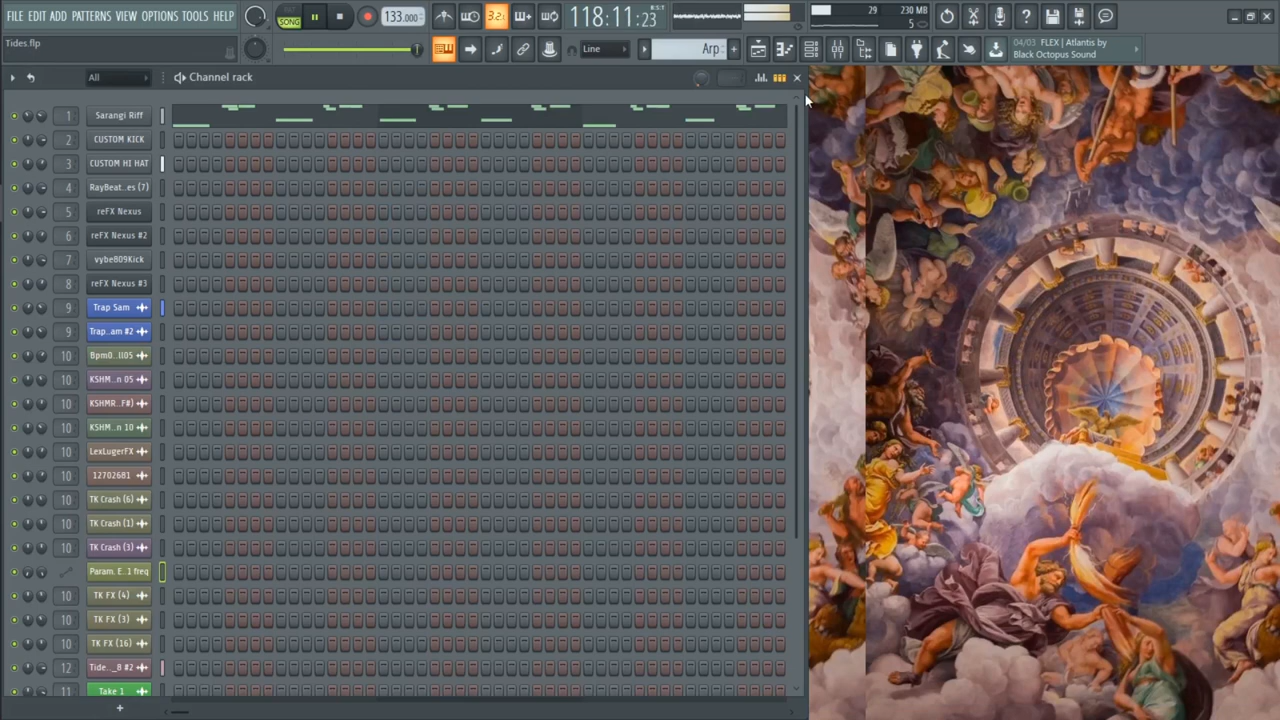 FILE EDIT ADD PATTERNS VIEW OPTIONS TOOLS HELP
SONG
133.000
3.2.
118:11:23
B:S:T
29
230 MB
5
Tides.flp
Line
Arp
04/03 FLEX | Atlantis by
Black Octopus Sound
All
Channel rack
1 Sarangi Riff
2 CUSTOM KICK
3 CUSTOM HI HAT
4 RayBeat..es (7)
5 reFX Nexus
6 reFX Nexus #2
7 vybe809Kick
8 reFX Nexus #3
9 Trap Sam
9 Trap..am #2
10 Bpm0..ll05
10 KSHM..n 05
10 KSHMR..F#)
10 KSHM..n 10
10 LexLugerFX
10 12702681
10 TK Crash (6)
10 TK Crash (1)
10 TK Crash (3)
Param. E..1 freq
10 TK FX (4)
10 TK FX (3)
10 TK FX (16)
12 Tide.._B #2
11 Take 1